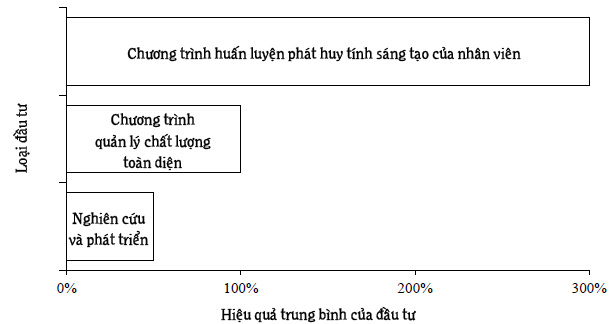 Chương trình huấn luyện phát huy tính sáng tạo của nhân viên
Chương trình
quản lý chất lượng
toàn diện
Nghiên cứu
và phát triển
Loại đầu tư
0%
100%
200%
300%
Hiệu quả trung bình của đầu tư